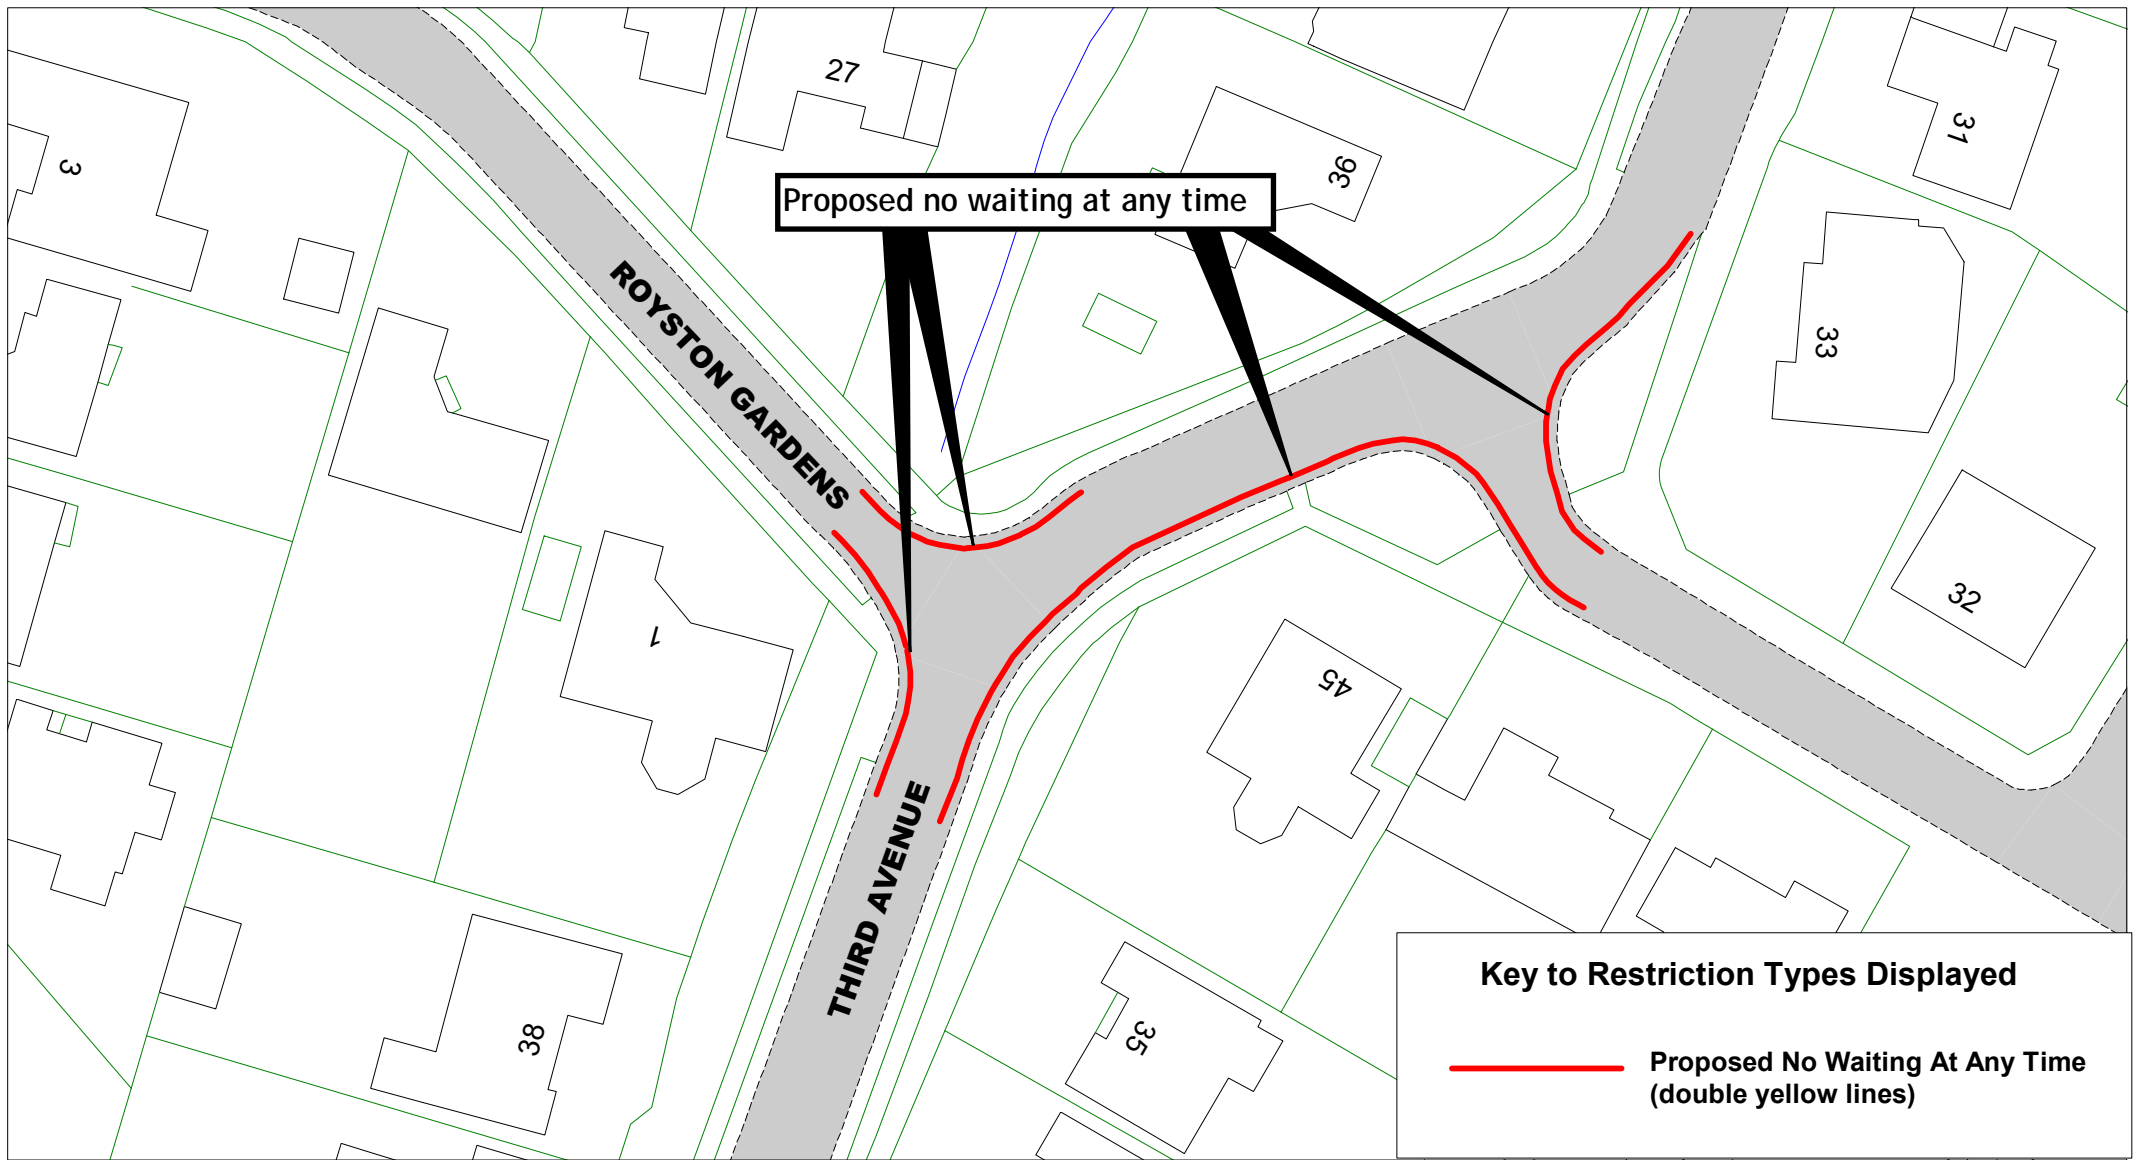 27
31
3
36
Proposed no waiting at any time
ROYSTON GARDENS
33
32
1
45
THIRD AVENUE
38
35
Key to Restriction Types Displayed
Proposed No Waiting At Any Time
(double yellow lines)